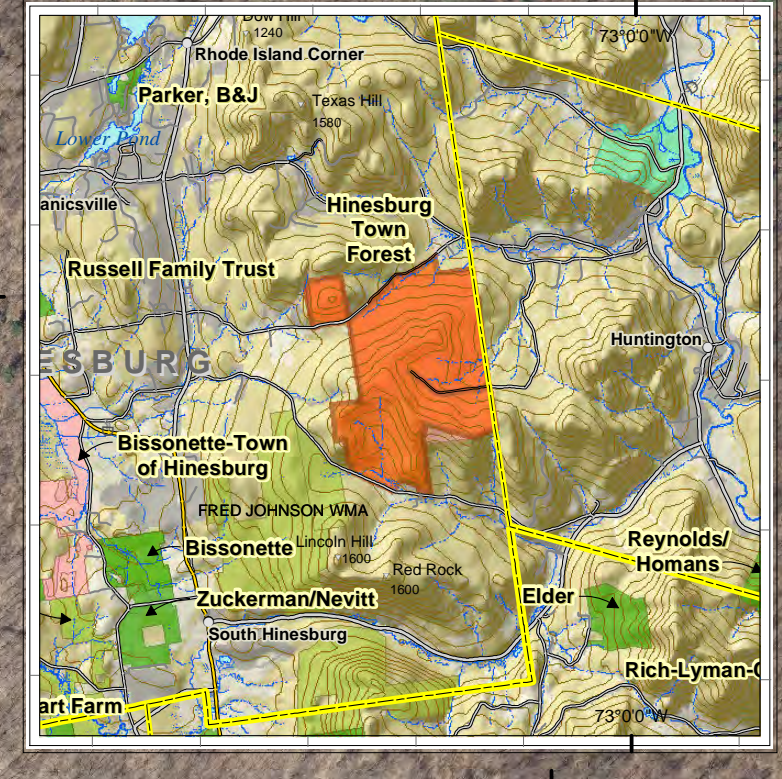 Dow Hill
1240
73°0'0"W
Rhode Island Corner
Parker, B&J
Texas Hill
1580
Lower Pond
anicsville
Hinesburg
Town
Forest
Russell Family Trust
Huntington
ESBURG
Bissonette-Town
of Hinesburg
FRED JOHNSON WMA
Bissonette
Lincoln Hill
1600
Reynolds/
Homans
Red Rock
1600
Zuckerman/Nevitt
Elder
South Hinesburg
Rich-Lyman-
art Farm
73°0'0"W